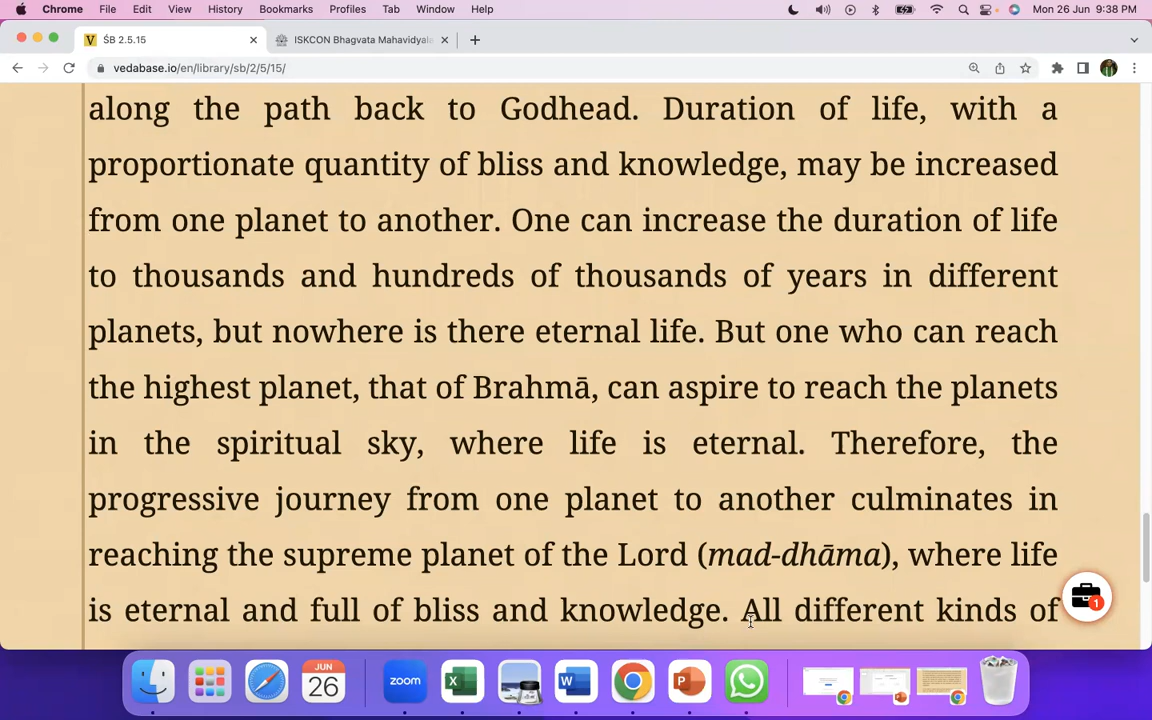 Chrome File Edit View History Bookmarks Profiles Tab Window Help Mon 26 Jun 9:38 PM
ŚB 2.5.15 ISKCON Bhagvata Mahavidyala
vedabase.io/en/library/sb/2/5/15/
along the path back to Godhead. Duration of life, with a
proportionate quantity of bliss and knowledge, may be increased
from one planet to another. One can increase the duration of life
to thousands and hundreds of thousands of years in different
planets, but nowhere is there eternal life. But one who can reach
the highest planet, that of Brahmā, can aspire to reach the planets
in the spiritual sky, where life is eternal. Therefore, the
progressive journey from one planet to another culminates in
reaching the supreme planet of the Lord (mad-dhāma), where life
is eternal and full of bliss and knowledge. All different kinds of
1
JUN
26
zoom
X
W
P